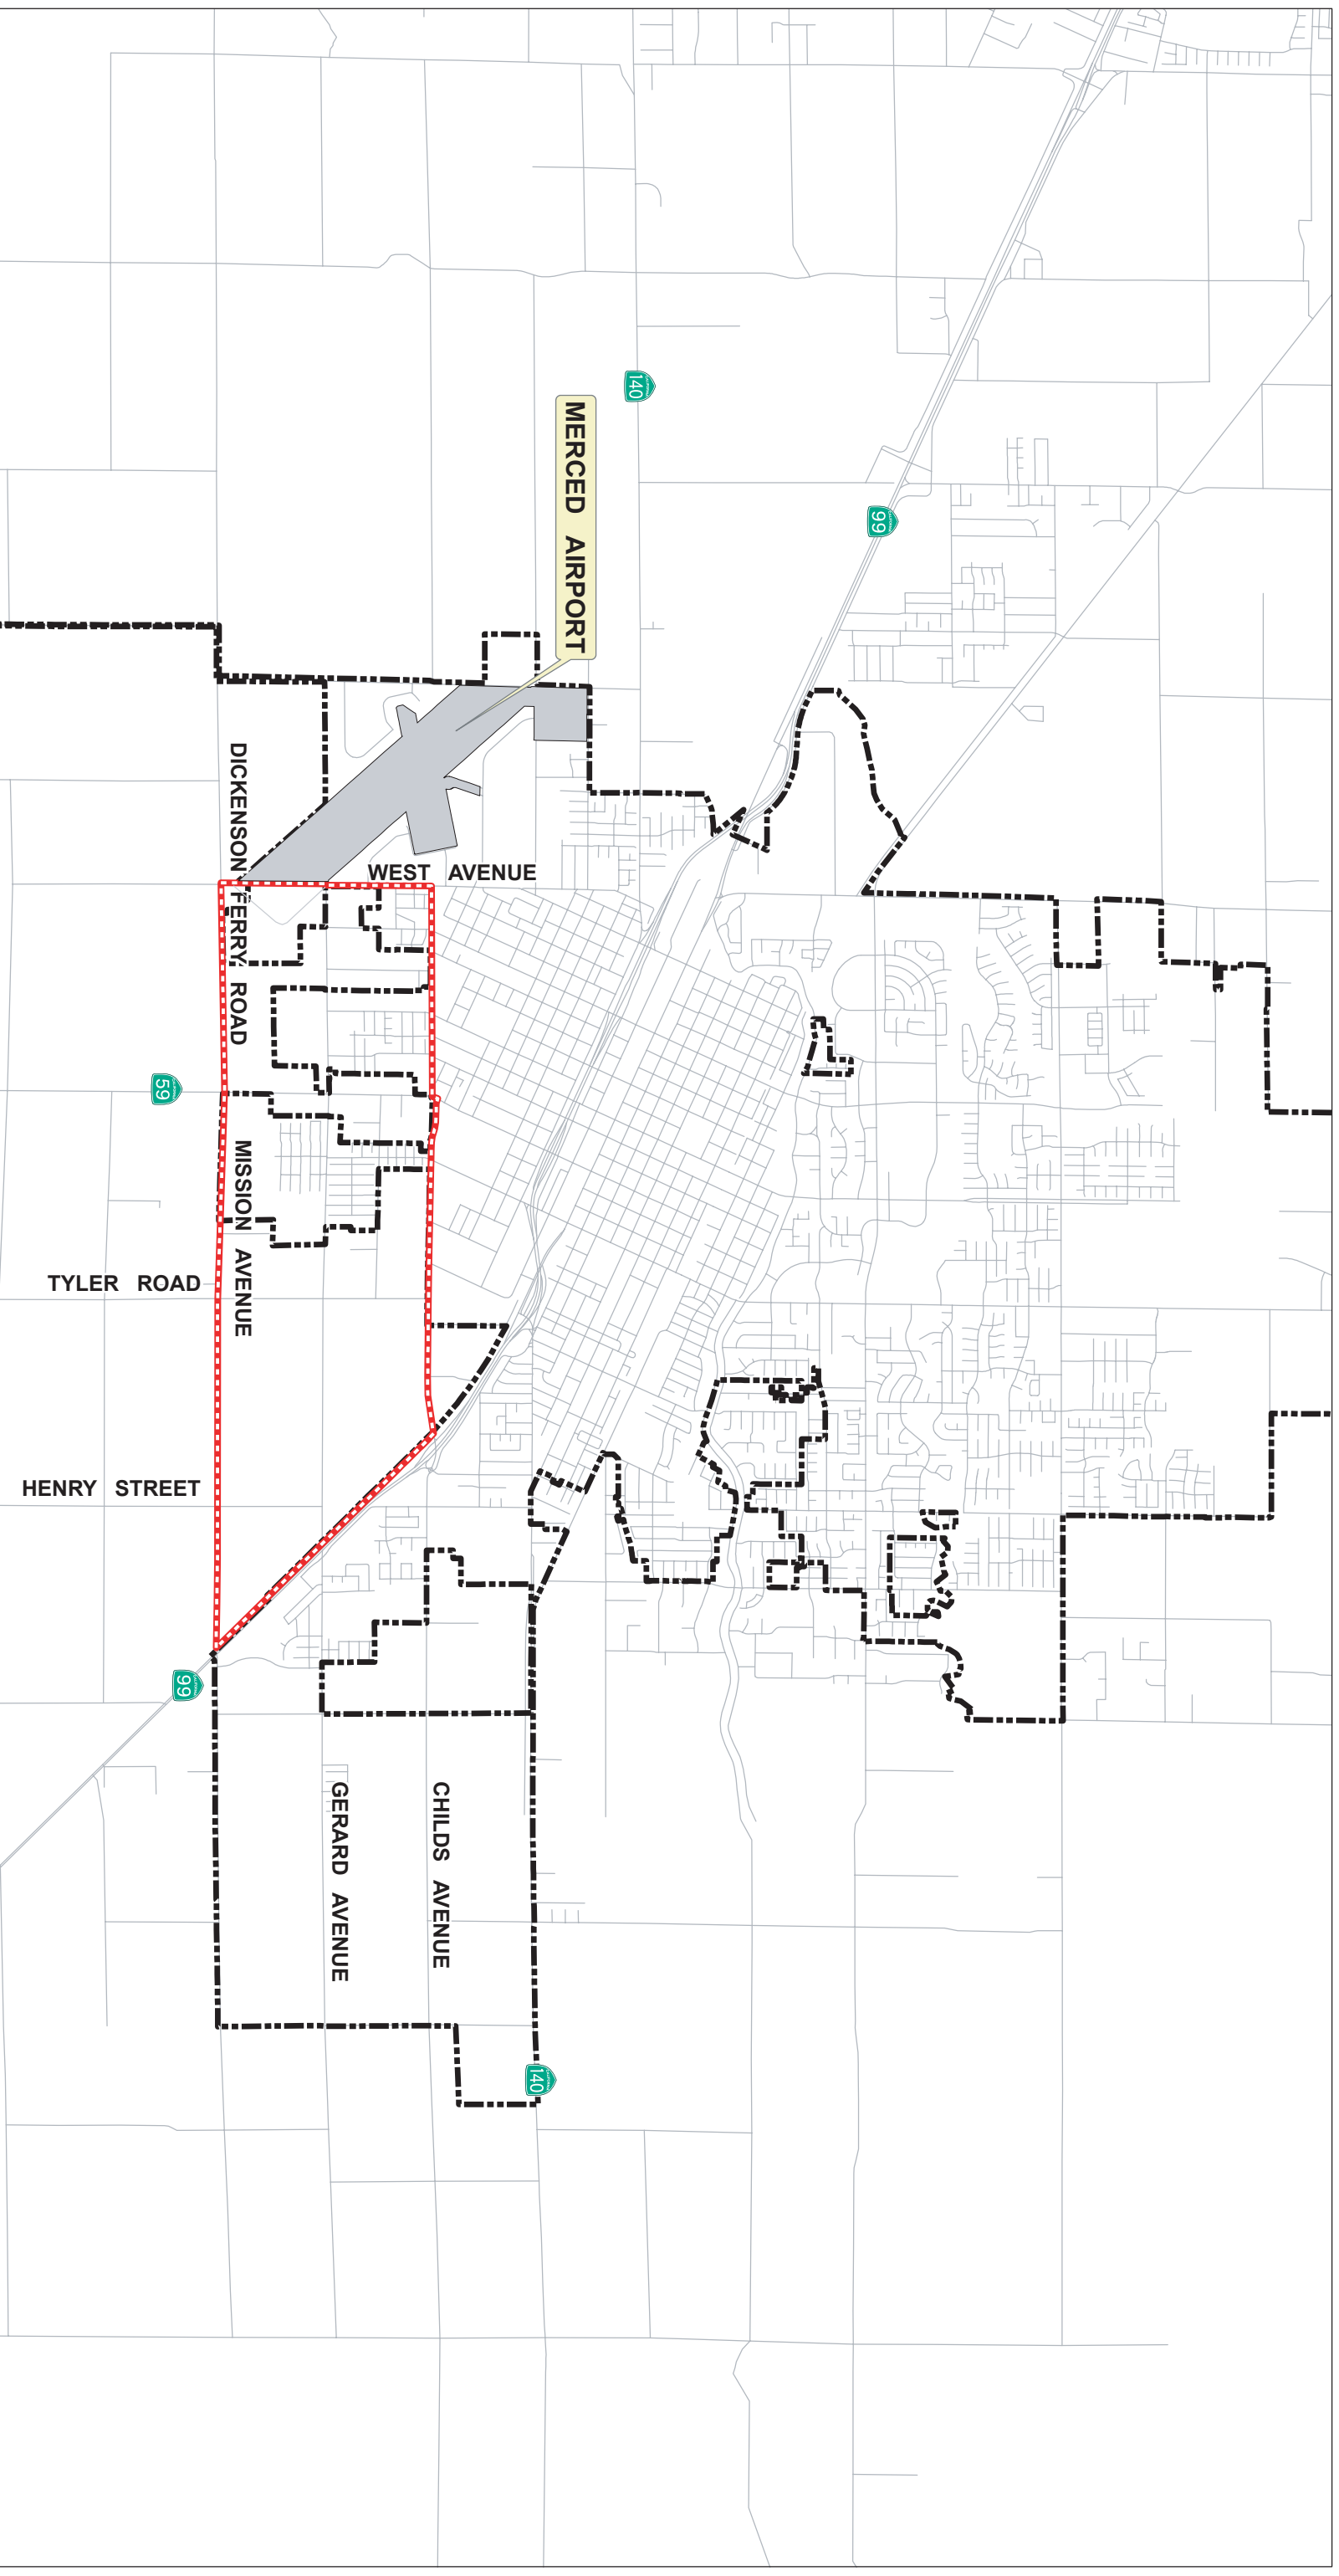 140
99
MERCED AIRPORT
WEST AVENUE
DICKENSON FERRY ROAD
59
MISSION AVENUE
TYLER ROAD
HENRY STREET
99
GERARD AVENUE
CHILDS AVENUE
140